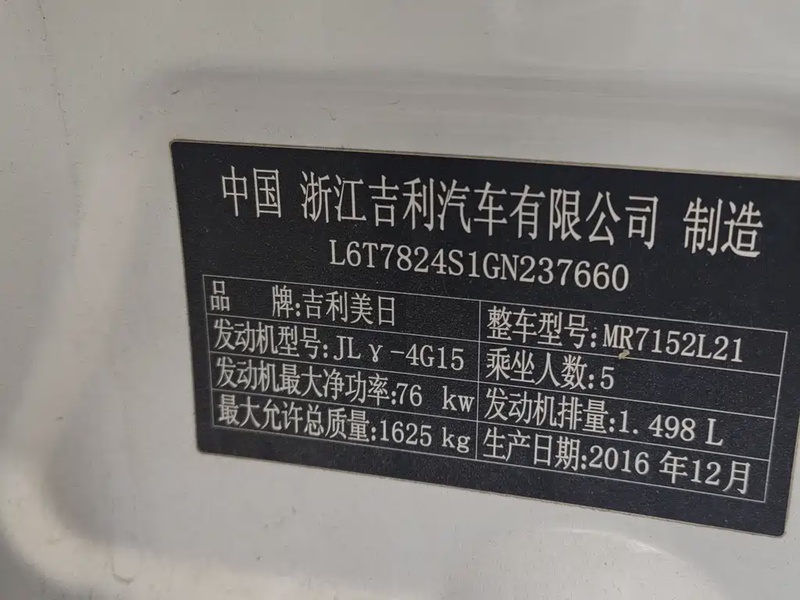 中国 浙江吉利汽车有限公司 制造
L6T7824S1GN237660
品 牌:吉利美日
整车型号:MR7152L21
发动机型号:JLγ-4G15
乘坐人数:5
发动机最大净功率:76 kw
发动机排量:1.498 L
最大允许总质量:1625 kg
生产日期:2016 年12月